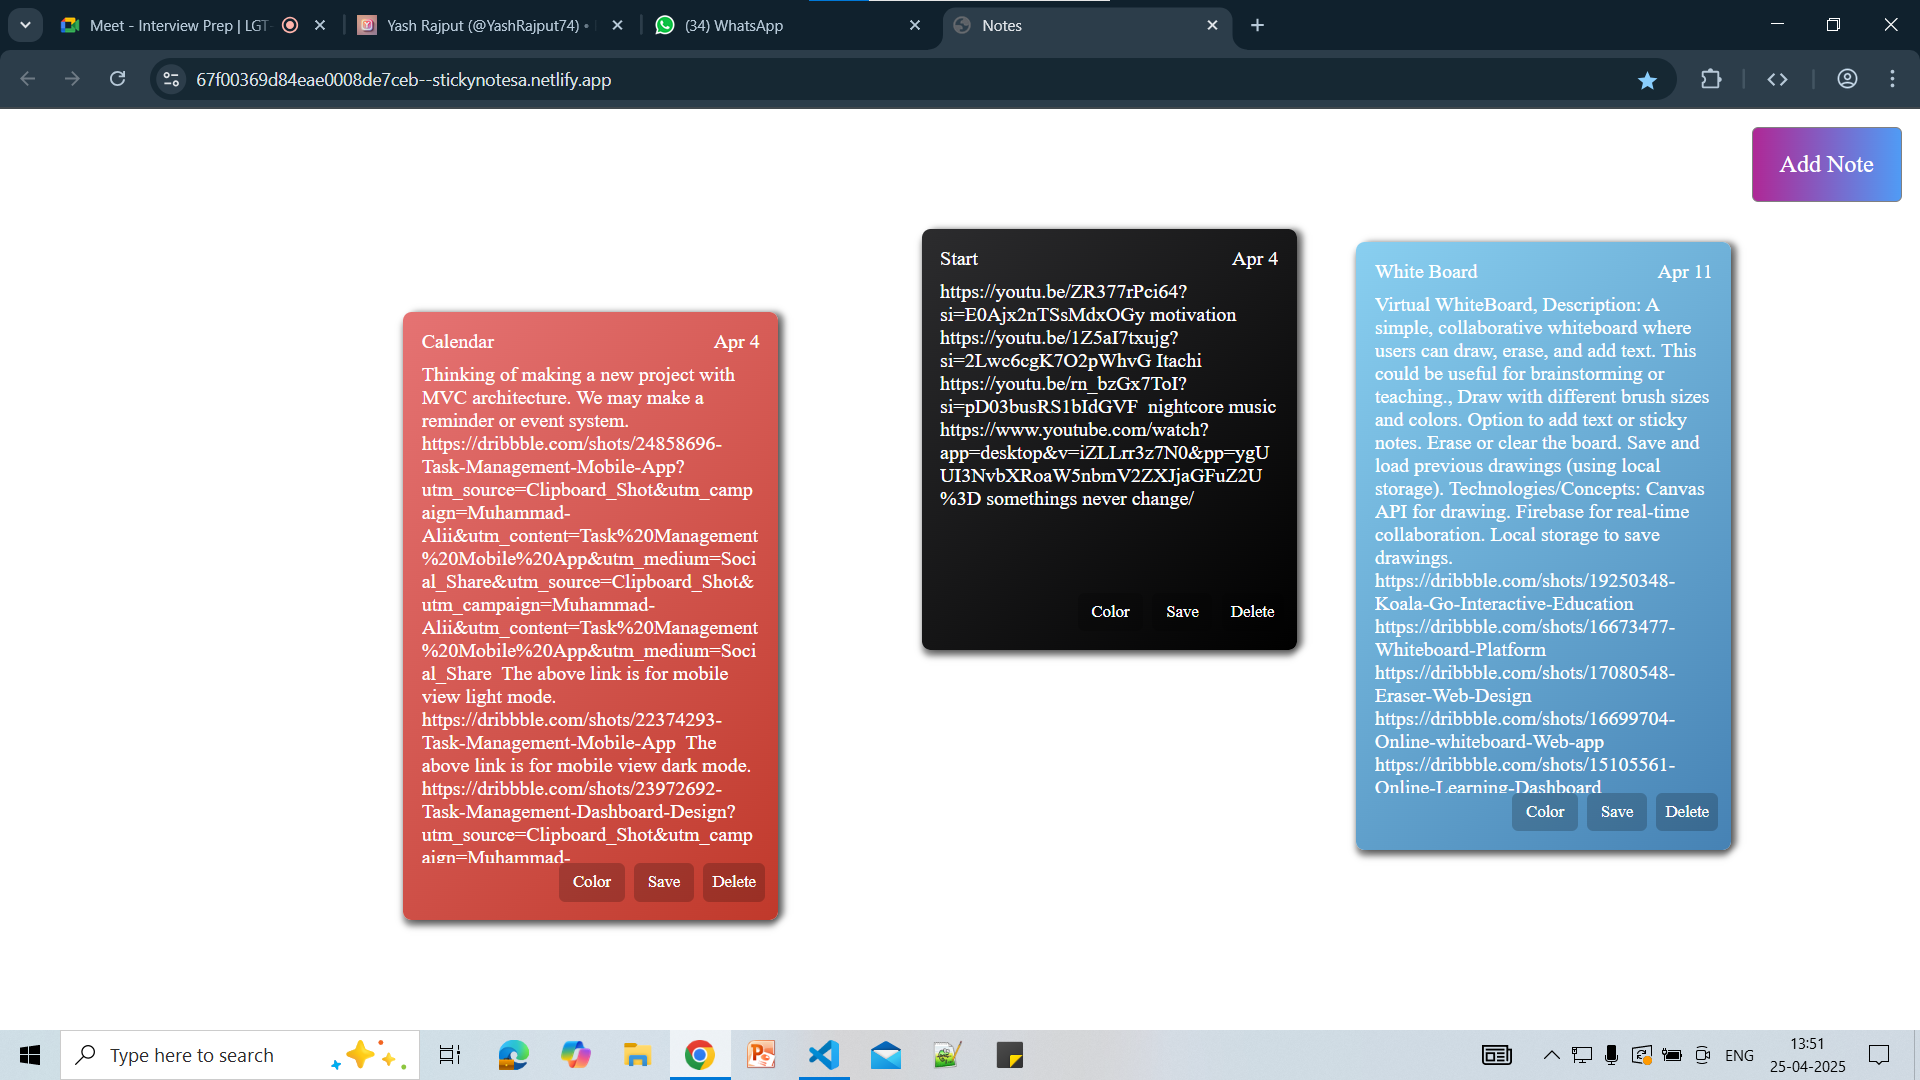 Meet - Interview Prep | LGT-
Yash Rajput (@YashRajput74) •
(34) WhatsApp
Notes
67f00369d84eae0008de7ceb--stickynotesa.netlify.app
Add Note
Calendar Apr 4
Thinking of making a new project with
MVC architecture. We may make a
reminder or event system.
https://dribbble.com/shots/24858696-
Task-Management-Mobile-App?
utm_source=Clipboard_Shot&utm_camp
aign=Muhammad-
Alii&utm_content=Task%20Management
%20Mobile%20App&utm_medium=Soci
al_Share&utm_source=Clipboard_Shot&
utm_campaign=Muhammad-
Alii&utm_content=Task%20Management
%20Mobile%20App&utm_medium=Soci
al_Share  The above link is for mobile
view light mode.
https://dribbble.com/shots/22374293-
Task-Management-Mobile-App  The
above link is for mobile view dark mode.
https://dribbble.com/shots/23972692-
Task-Management-Dashboard-Design?
utm_source=Clipboard_Shot&utm_camp
aign=Muhammad-
Color Save Delete
Start Apr 4
https://youtu.be/ZR377rPci64?
si=E0Ajx2nTSsMdxOGy motivation
https://youtu.be/1Z5aI7txujg?
si=2Lwc6cgK7O2pWhvG Itachi
https://youtu.be/rn_bzGx7ToI?
si=pD03busRS1bIdGVF  nightcore music
https://www.youtube.com/watch?
app=desktop&v=iZLLrr3z7N0&pp=ygU
UI3NvbXRoaW5nbmV2ZXJjaGFuZ2U
%3D somethings never change/
Color Save Delete
White Board Apr 11
Virtual WhiteBoard, Description: A
simple, collaborative whiteboard where
users can draw, erase, and add text. This
could be useful for brainstorming or
teaching., Draw with different brush sizes
and colors. Option to add text or sticky
notes. Erase or clear the board. Save and
load previous drawings (using local
storage). Technologies/Concepts: Canvas
API for drawing. Firebase for real-time
collaboration. Local storage to save
drawings.
https://dribbble.com/shots/19250348-
Koala-Go-Interactive-Education
https://dribbble.com/shots/16673477-
Whiteboard-Platform
https://dribbble.com/shots/17080548-
Eraser-Web-Design
https://dribbble.com/shots/16699704-
Online-whiteboard-Web-app
https://dribbble.com/shots/15105561-
Online-Learning-Dashboard
Color Save Delete
Type here to search
ENG
13:51
25-04-2025